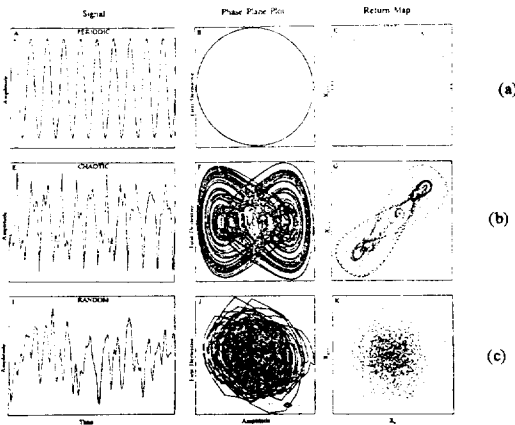 Signal Phase Plane Plot Return Map
A PERIODIC B C
Amplitude First Derivative
(a)
E CHAOTIC F G
Amplitude First Derivative
(b)
I RANDOM J K
Amplitude First Derivative
(c)
Time Amplitude Xₙ